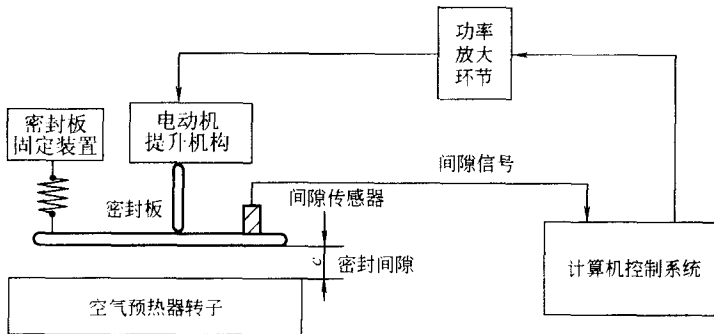 功率
放大
环节
密封板
固定装置
电动机
提升机构
间隙信号
密封板
间隙传感器
c
密封间隙
计算机控制系统
空气预热器转子